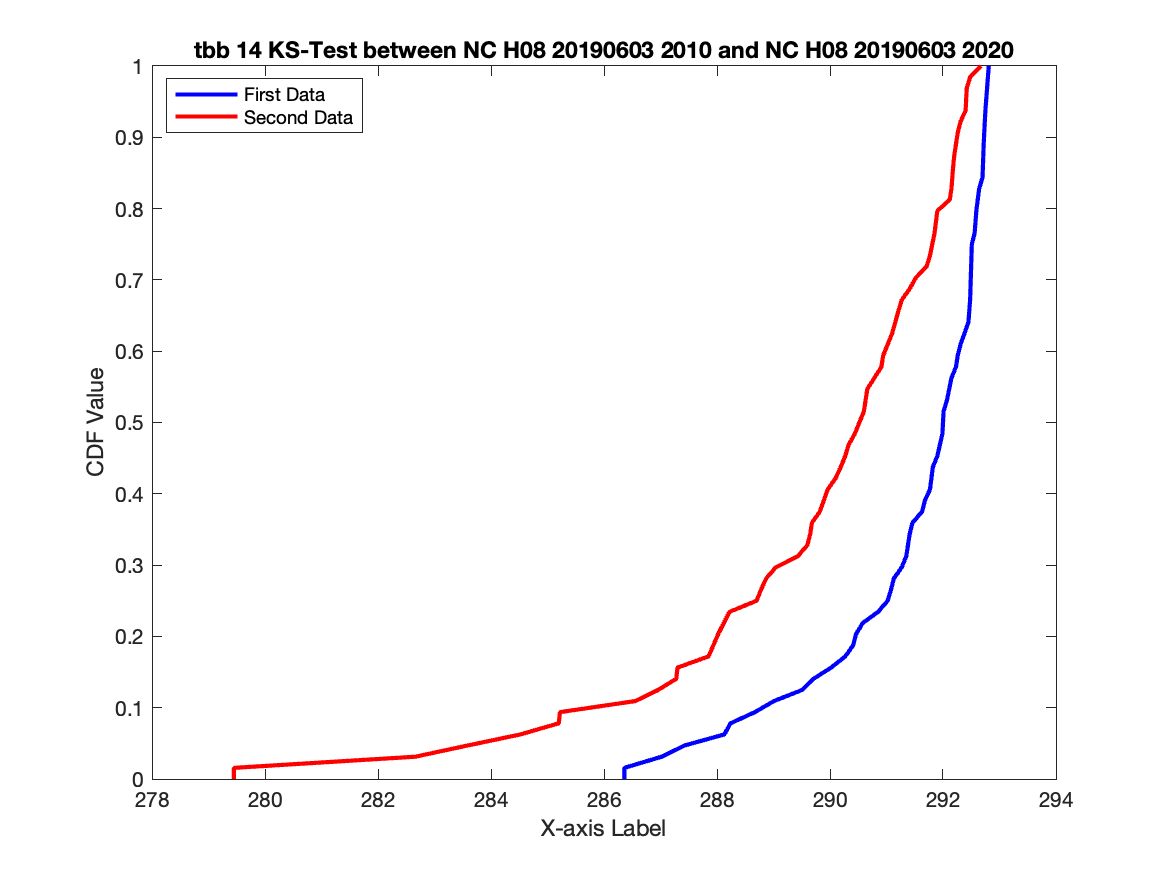 tbb 14 KS-Test between NC H08 20190603 2010 and NC H08 20190603 2020
First Data
Second Data
1
0.9
0.8
0.7
0.6
0.5
0.4
0.3
0.2
0.1
0
CDF Value
278 280 282 284 286 288 290 292 294
X-axis Label